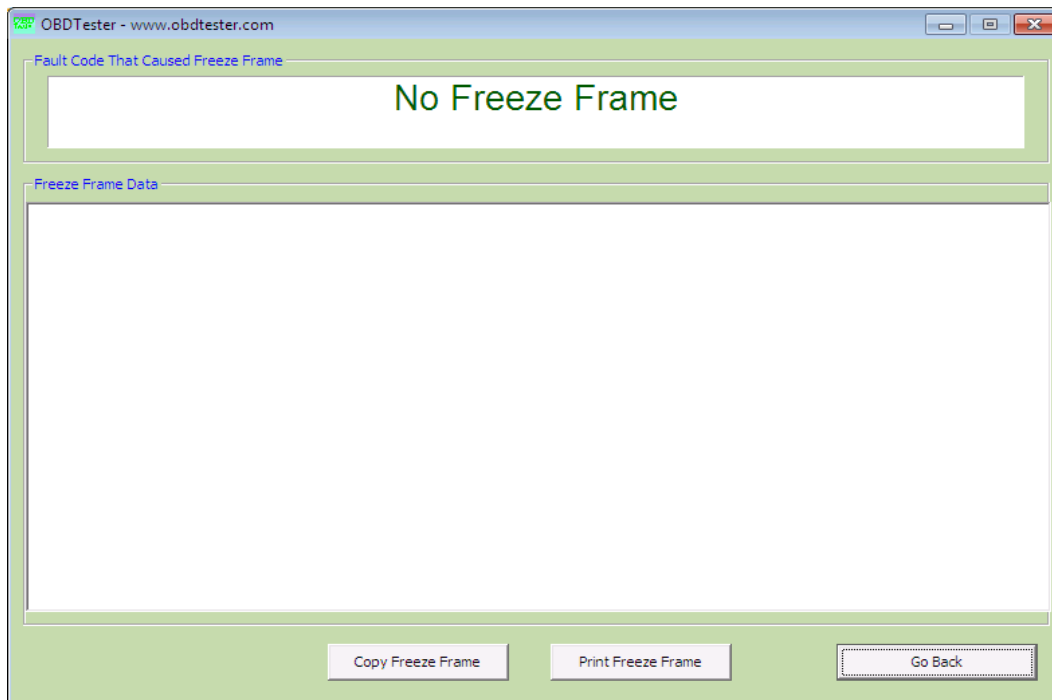 OBDTester - www.obdtester.com
Fault Code That Caused Freeze Frame
No Freeze Frame
Freeze Frame Data
Copy Freeze Frame
Print Freeze Frame
Go Back